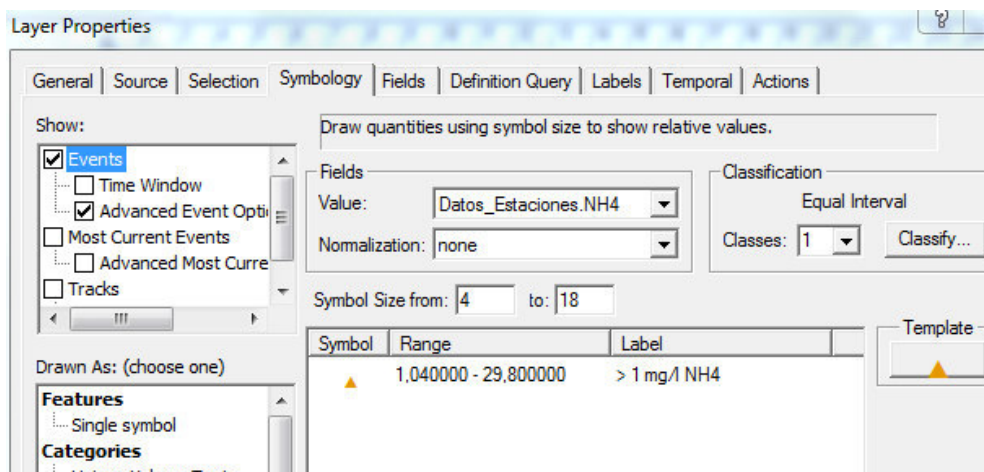 Layer Properties
General Source Selection Symbology Fields Definition Query Labels Temporal Actions
Show:
Events
Time Window
Advanced Event Opti
Most Current Events
Advanced Most Curre
Tracks
Drawn As: (choose one)
Features
Single symbol
Categories
Draw quantities using symbol size to show relative values.
Fields
Value: Datos_Estaciones.NH4
Normalization: none
Classification
Equal Interval
Classes: 1 Classify...
Symbol Size from: 4 to: 18
Symbol Range Label
1,040000 - 29,800000 > 1 mg/l NH4
Template